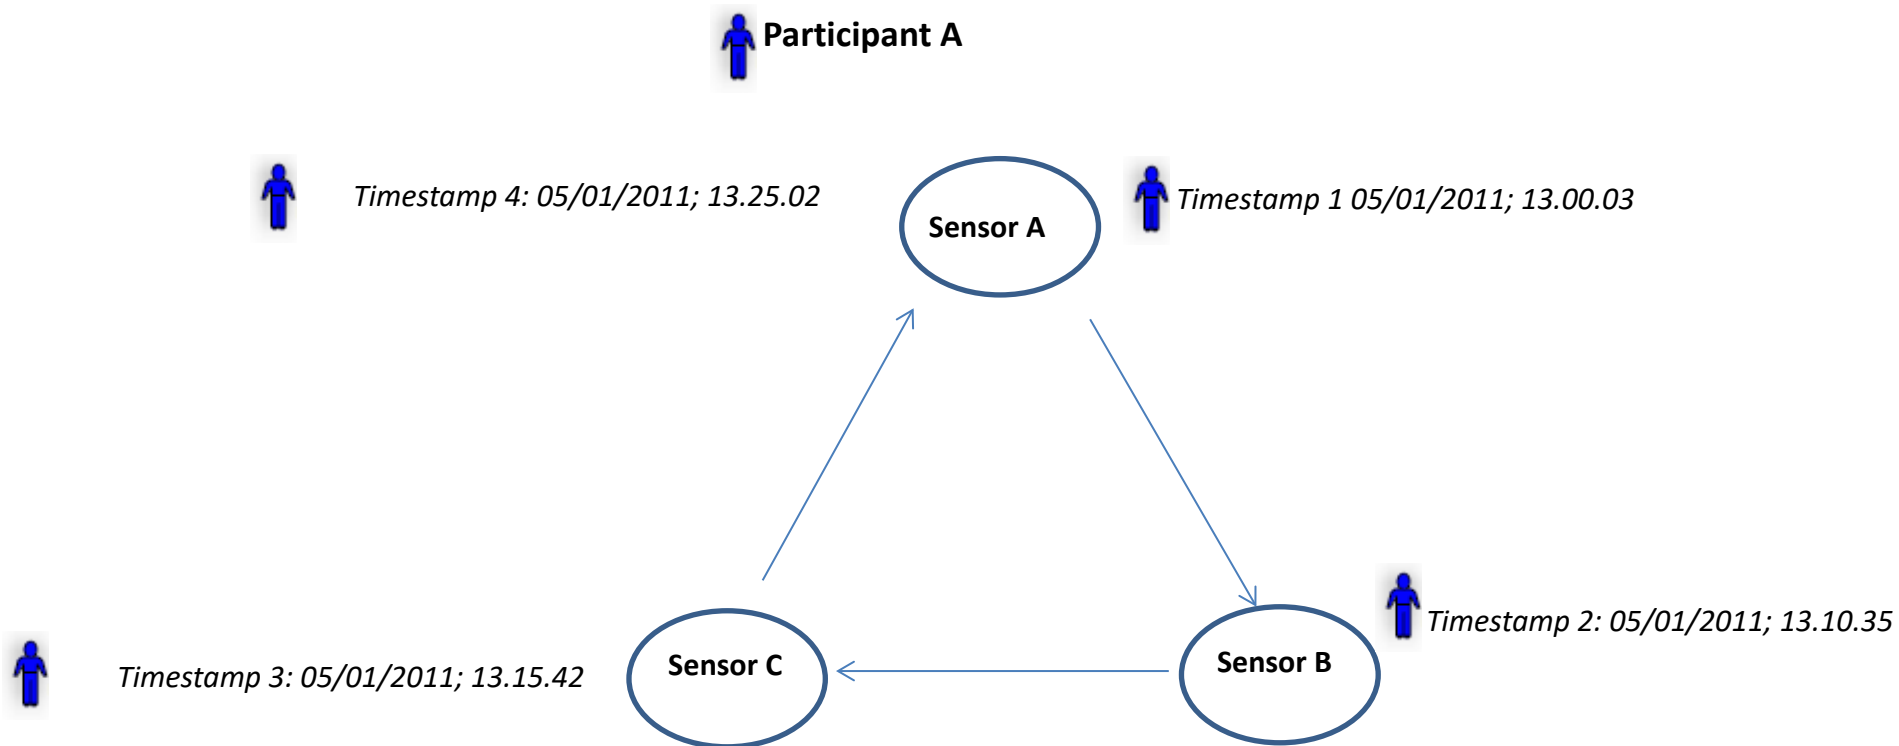 Participant A
Timestamp 4: 05/01/2011; 13.25.02
Sensor A
Timestamp 1 05/01/2011; 13.00.03
Timestamp 2: 05/01/2011; 13.10.35
Sensor B
Sensor C
Timestamp 3: 05/01/2011; 13.15.42